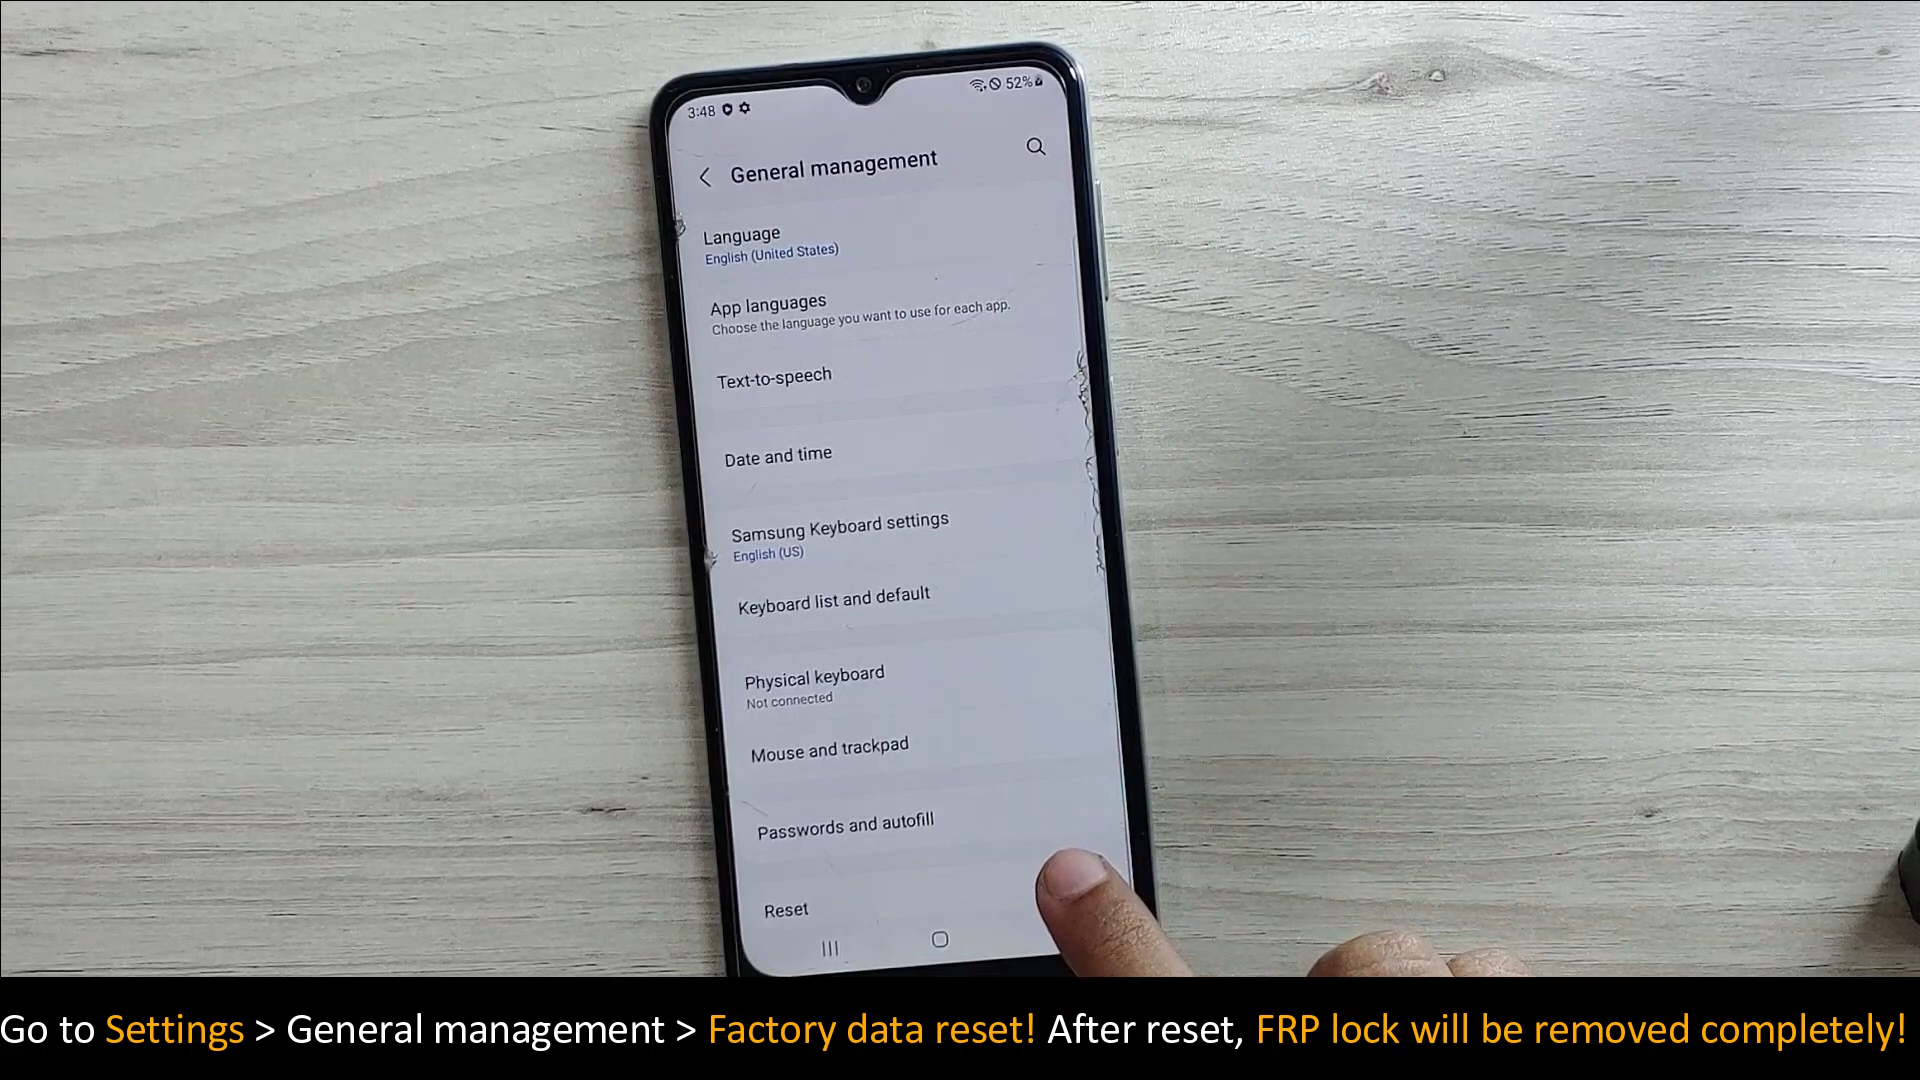 3:48
52%
General management
Language
English (United States)
App languages
Choose the language you want to use for each app.
Text-to-speech
Date and time
Samsung Keyboard settings
English (US)
Keyboard list and default
Physical keyboard
Not connected
Mouse and trackpad
Passwords and autofill
Reset
Go to Settings > General management > Factory data reset! After reset, FRP lock will be removed completely!